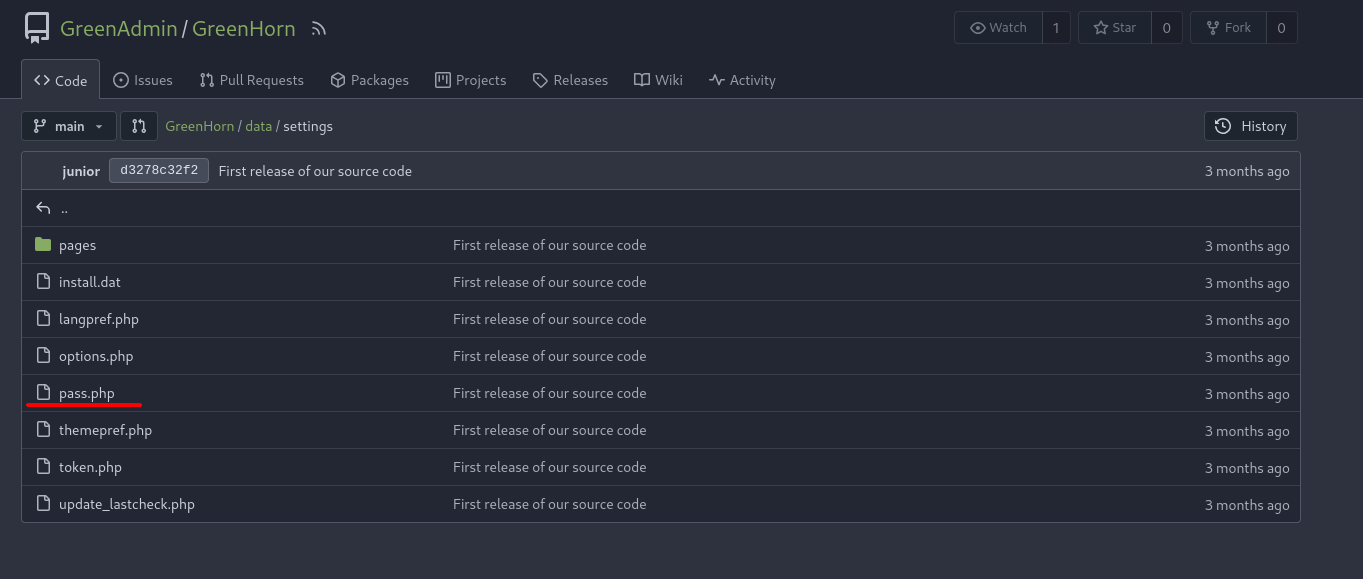 GreenAdmin / GreenHorn Watch 1 Star 0 Fork 0
Code Issues Pull Requests Packages Projects Releases Wiki Activity
main GreenHorn / data / settings History
junior d3278c32f2 First release of our source code 3 months ago
..
pages First release of our source code 3 months ago
install.dat First release of our source code 3 months ago
langpref.php First release of our source code 3 months ago
options.php First release of our source code 3 months ago
pass.php First release of our source code 3 months ago
themepref.php First release of our source code 3 months ago
token.php First release of our source code 3 months ago
update_lastcheck.php First release of our source code 3 months ago